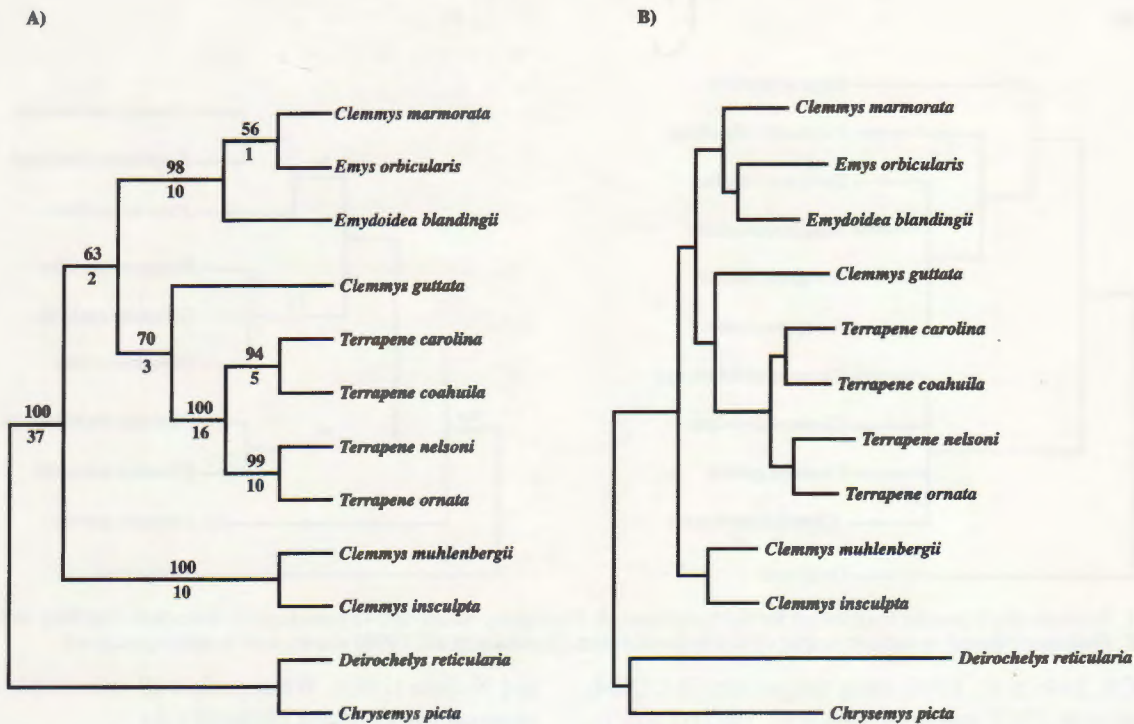 A)
Clemmys marmorata
56
1
Emys orbicularis
98
10
Emydoidea blandingii
63
2
Clemmys guttata
70
3
Terrapene carolina
94
5
Terrapene coahuila
100
16
Terrapene nelsoni
99
10
Terrapene ornata
100
37
Clemmys muhlenbergii
100
10
Clemmys insculpta
Deirochelys reticularia
Chrysemys picta
B)
Clemmys marmorata
Emys orbicularis
Emydoidea blandingii
Clemmys guttata
Terrapene carolina
Terrapene coahuila
Terrapene nelsoni
Terrapene ornata
Clemmys muhlenbergii
Clemmys insculpta
Deirochelys reticularia
Chrysemys picta